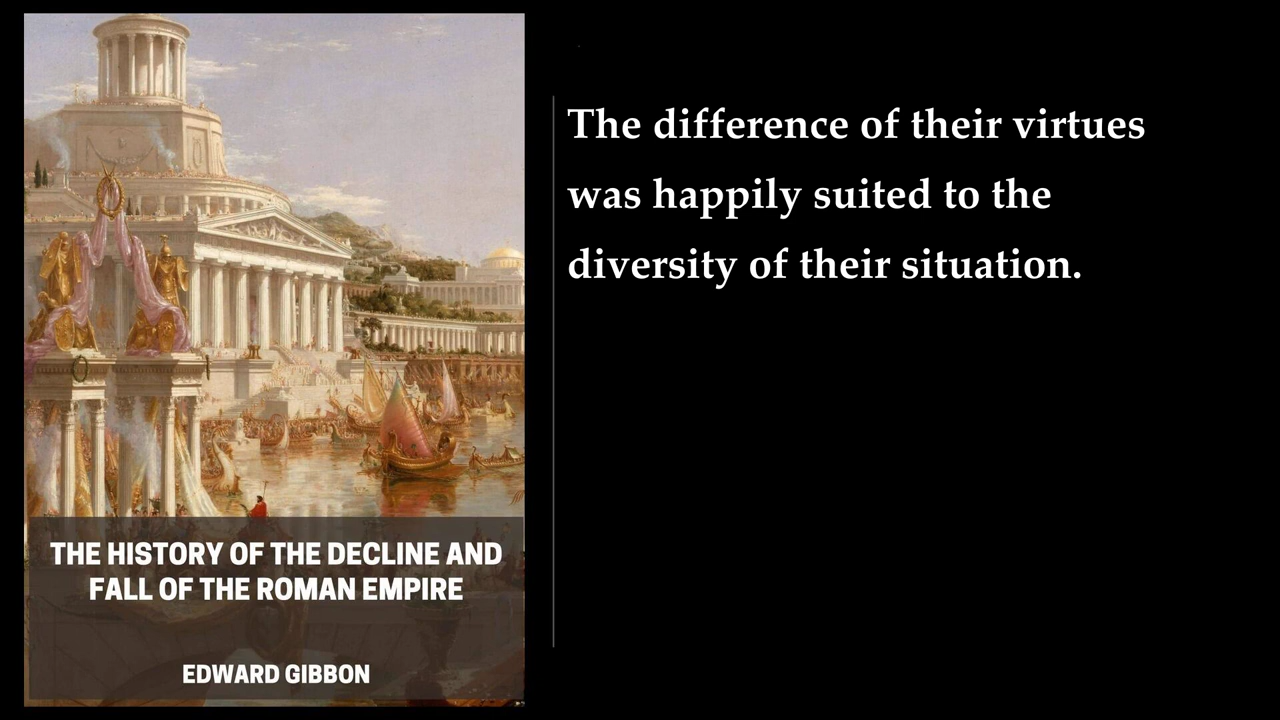 The difference of their virtues
was happily suited to the
diversity of their situation.
THE HISTORY OF THE DECLINE AND
FALL OF THE ROMAN EMPIRE
EDWARD GIBBON